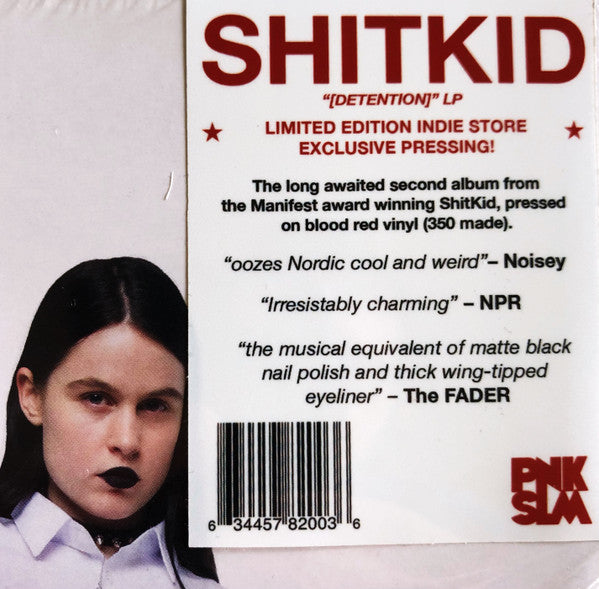 SHITKID
“[DETENTION]” LP
LIMITED EDITION INDIE STORE
EXCLUSIVE PRESSING!
The long awaited second album from
the Manifest award winning ShitKid, pressed
on blood red vinyl (350 made).
“oozes Nordic cool and weird”– Noisey
“Irresistably charming” – NPR
“the musical equivalent of matte black
nail polish and thick wing-tipped
eyeliner” – The FADER
6 34457 82003 6
PNK
SLM